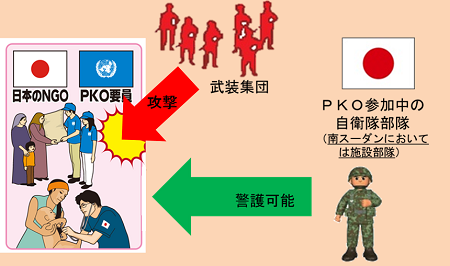 日本のNGO PKO要員
攻撃
武装集団
ＰＫＯ参加中の
自衛隊部隊
（南スーダンにおいて
は施設部隊）
警護可能